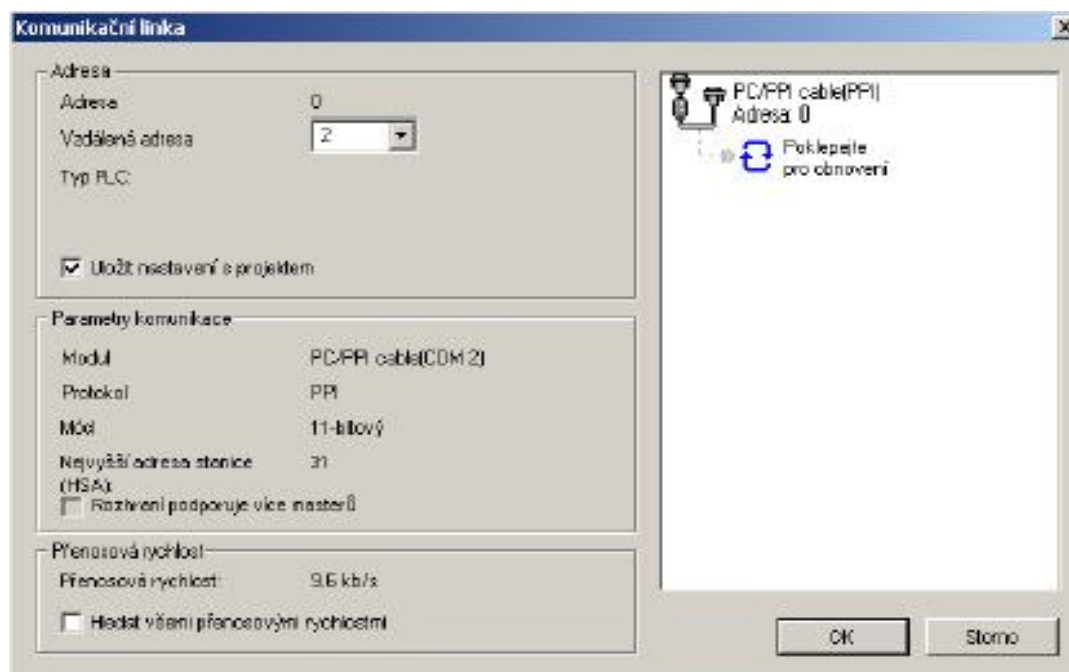 Komunikační linka
Adresa
Adresa 0
Vzdálená adresa 2
Typ PLC:
Uložit nastavení s projektem
Parametry komunikace
Modul PC/PPI cable(COM 2)
Protokol PPI
Mód 11-bitový
Nejvyšší adresa stanice 31
(HSA):
Rozhraní podporuje více masterů
Přenosová rychlost
Přenosová rychlost: 9.6 kb/s
Hledat všemi přenosovými rychlostmi
PC/PPI cable(PPI)
Adresa: 0
Poklepejte
pro obnovení
OK
Storno